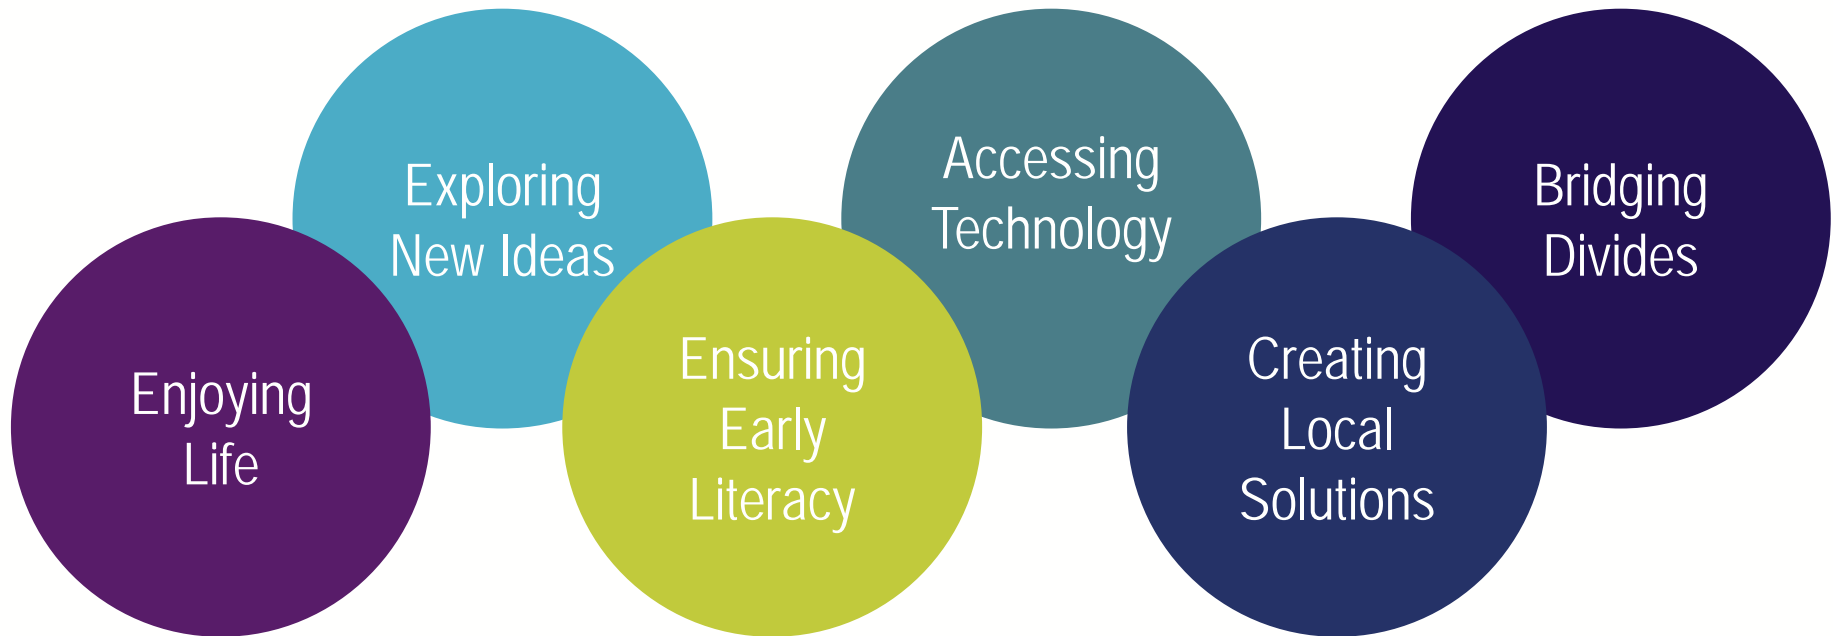 Enjoying
Life
Exploring
New Ideas
Ensuring
Early
Literacy
Accessing
Technology
Creating
Local
Solutions
Bridging
Divides